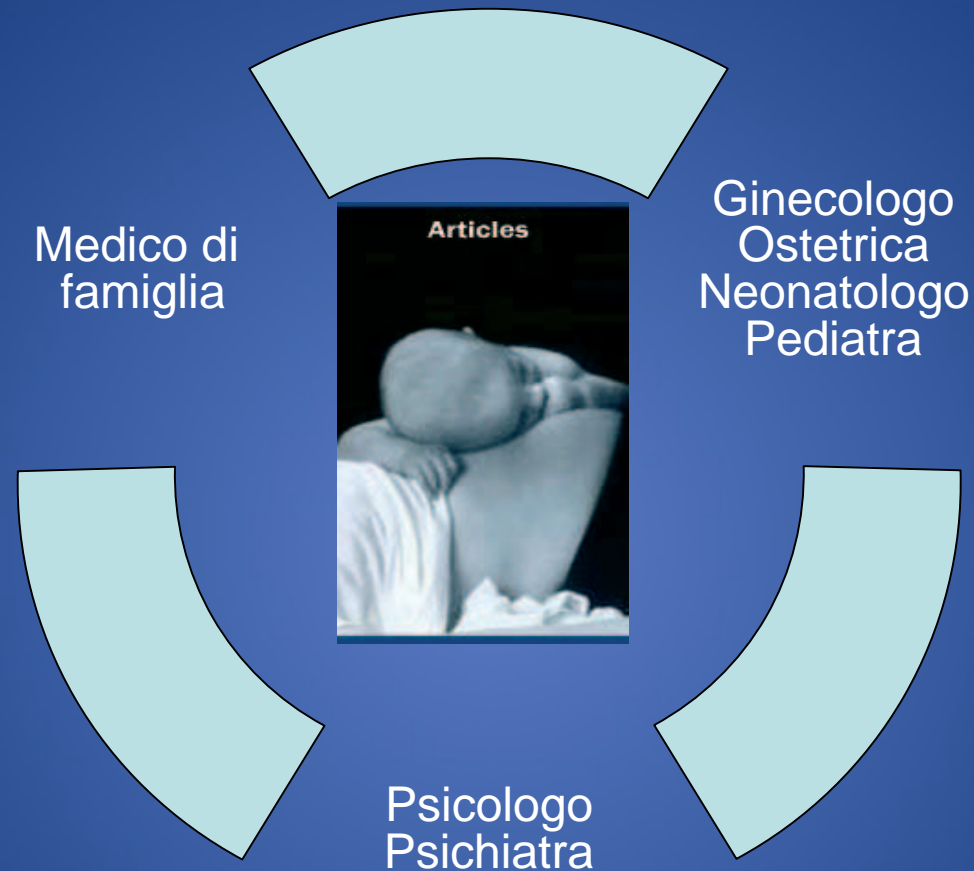 Articles
Medico di
famiglia
Ginecologo
Ostetrica
Neonatologo
Pediatra
Psicologo
Psichiatra